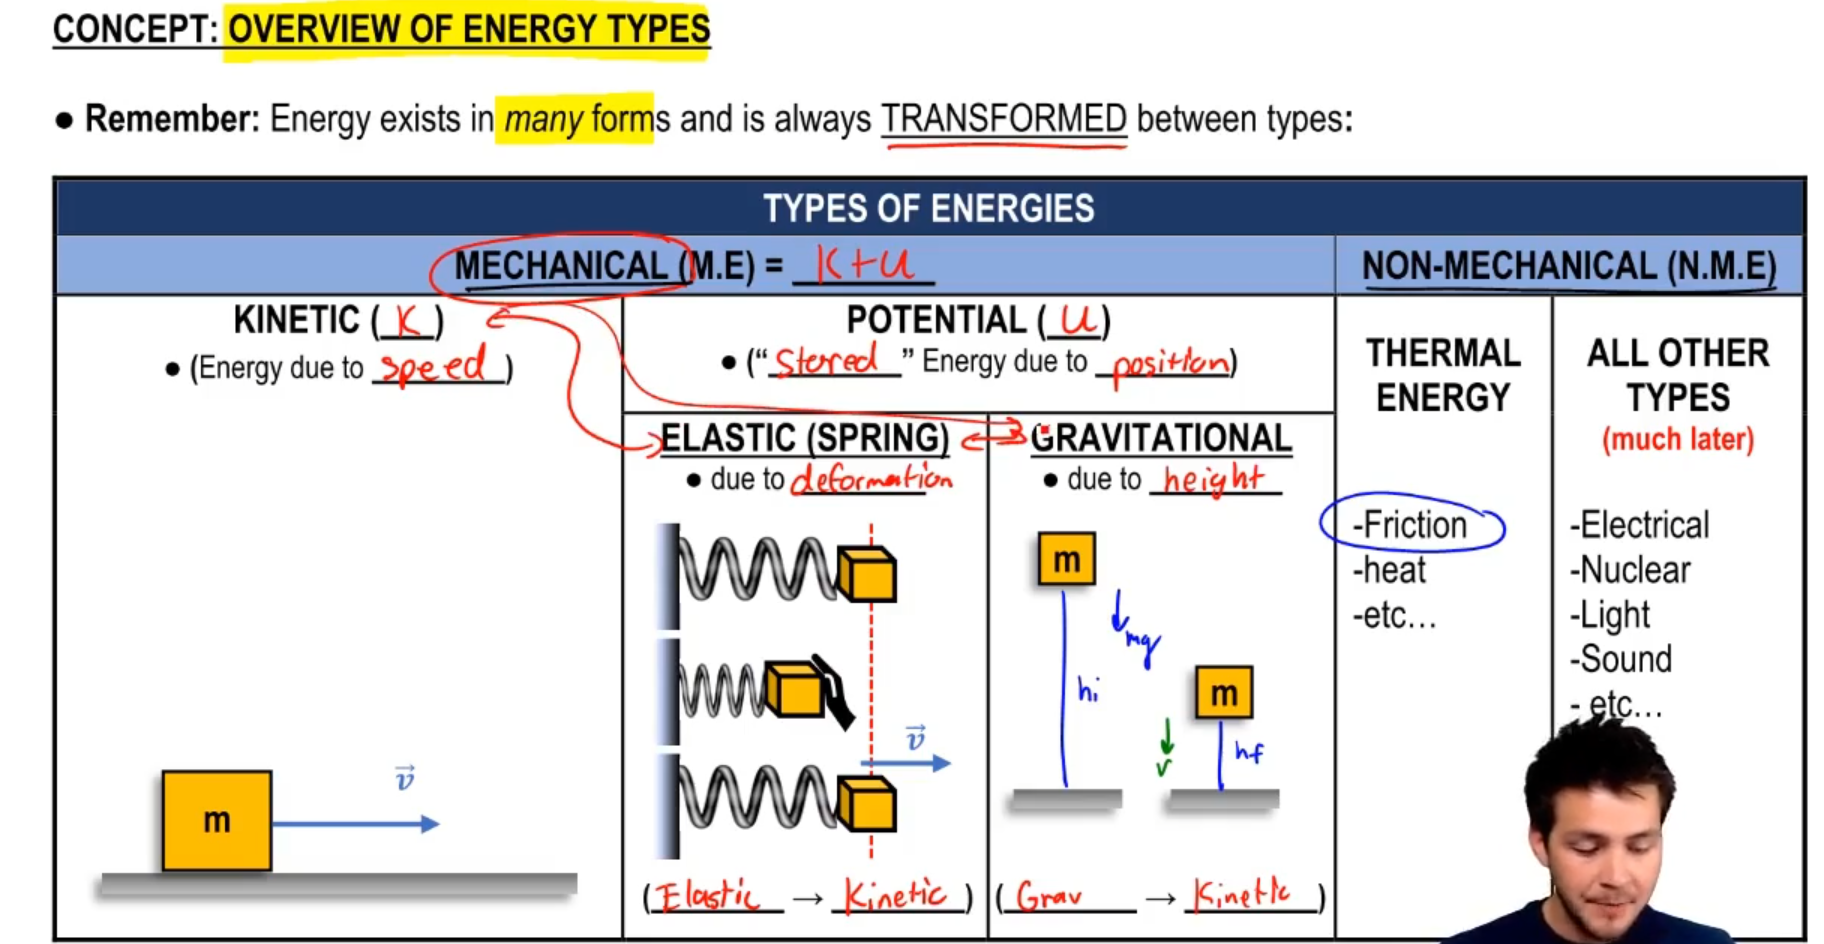 CONCEPT: OVERVIEW OF ENERGY TYPES
● Remember: Energy exists in many forms and is always TRANSFORMED between types:
TYPES OF ENERGIES
MECHANICAL (M.E) = K+U
NON-MECHANICAL (N.M.E)
KINETIC (K)
● (Energy due to speed)
POTENTIAL (U)
● ("Stored" Energy due to position)
ELASTIC (SPRING)
● due to deformation
v
(Elastic → Kinetic)
GRAVITATIONAL
● due to height
m
mg
hi
m
v
hf
(Grav → Kinetic)
m
v
THERMAL
ENERGY
-Friction
-heat
-etc...
ALL OTHER
TYPES
(much later)
-Electrical
-Nuclear
-Light
-Sound
- etc...